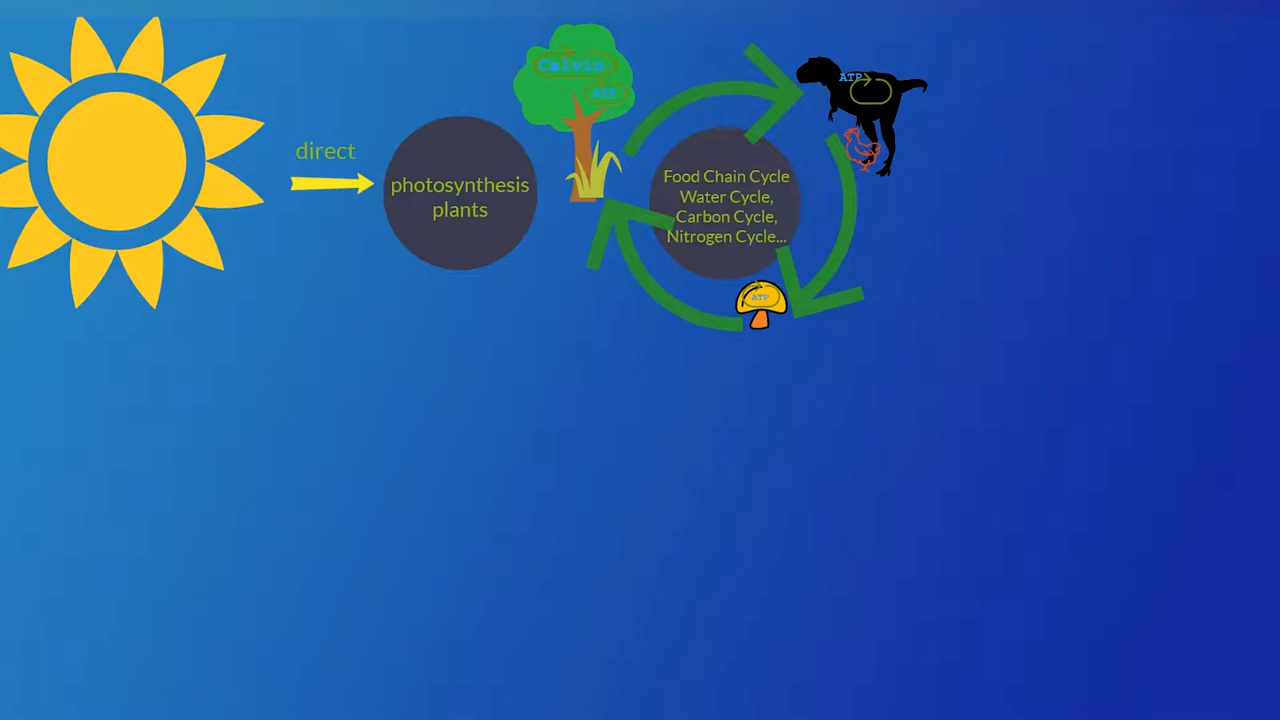 Calvin
ATP
direct
photosynthesis
plants
ATP
Food Chain Cycle
Water Cycle,
Carbon Cycle,
Nitrogen Cycle...
ATP